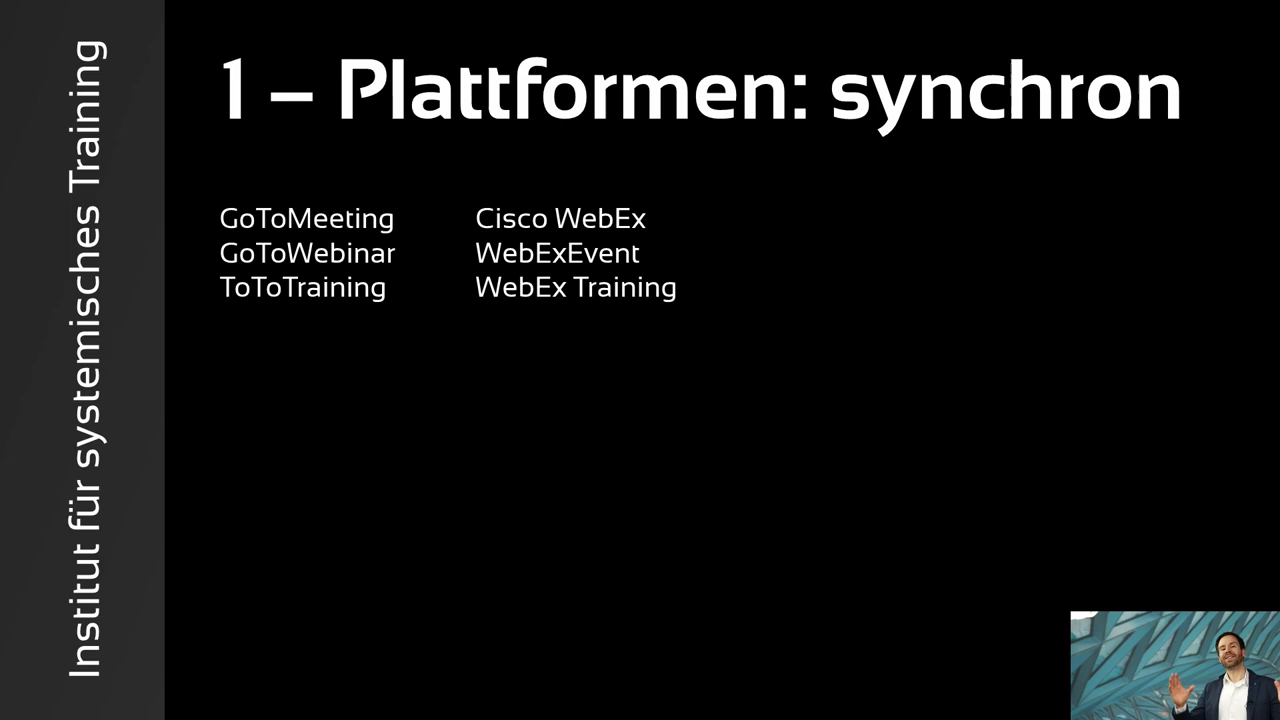 Institut für systemisches Training
1 – Plattformen: synchron
GoToMeeting
GoToWebinar
ToToTraining
Cisco WebEx
WebExEvent
WebEx Training